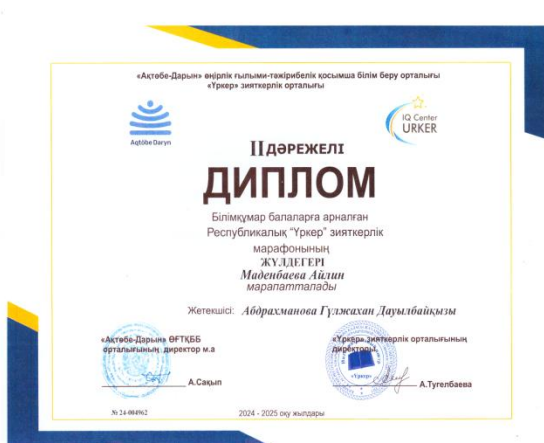 «Ақтөбе-Дарын» өңірлік ғылыми-тәжірибелік қосымша білім беру орталығы
«Үркер» зияткерлік орталығы
Aqtöbe Daryn
IQ Center
URKER
II ДӘРЕЖЕЛІ
ДИПЛОМ
Білімқұмар балаларға арналған
Республикалық "Үркер" зияткерлік
марафонының
ЖҮЛДЕГЕРІ
Маденбаева Айлин
марапатталады
Жетекшісі: Абдрахманова Гүлжахан Дауылбайқызы
«Ақтөбе-Дарын» ӨҒТҚББ
орталығының директор м.а
А.Сақып
«Үркер» зияткерлік орталығының
директоры
«Үркер»
А.Тугелбаева
№ 24-004962
2024 - 2025 оқу жылдары